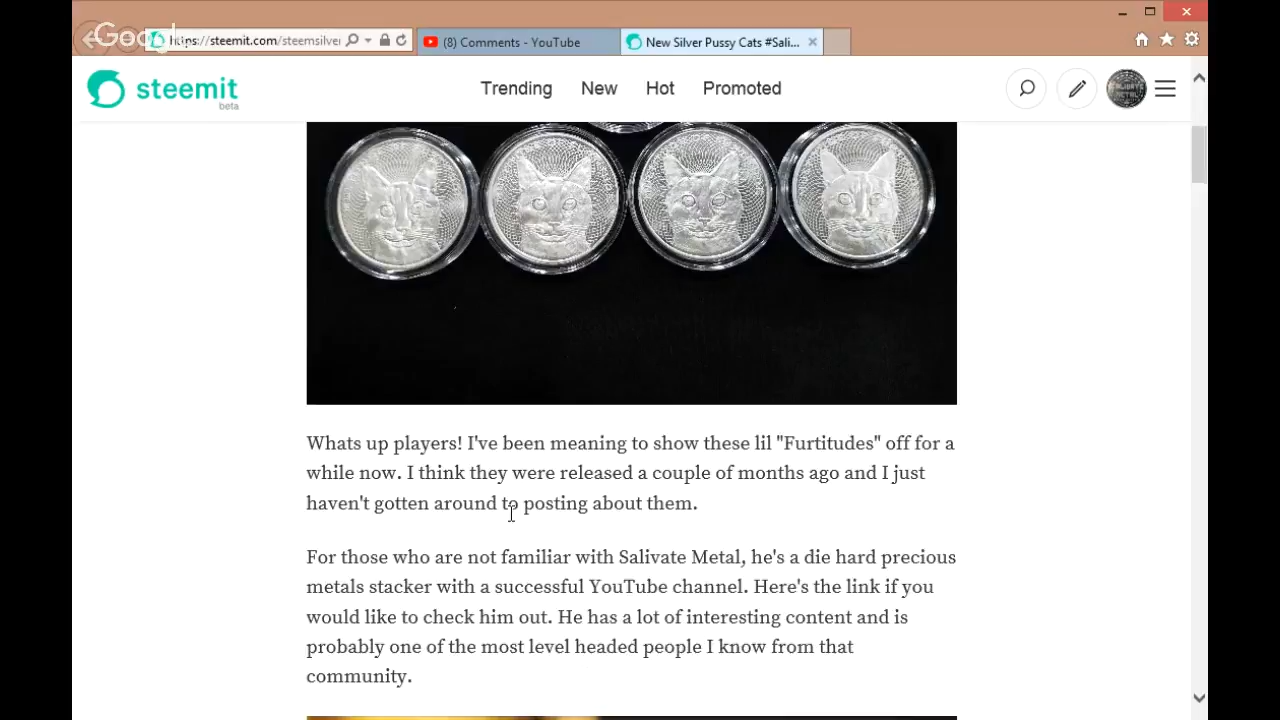 Google
https://steemit.com/steemsilver
(8) Comments - YouTube
New Silver Pussy Cats #Sali...
steemit
beta
Trending
New
Hot
Promoted
Whats up players! I've been meaning to show these lil "Furtitudes" off for a
while now. I think they were released a couple of months ago and I just
haven't gotten around to posting about them.
For those who are not familiar with Salivate Metal, he's a die hard precious
metals stacker with a successful YouTube channel. Here's the link if you
would like to check him out. He has a lot of interesting content and is
probably one of the most level headed people I know from that
community.